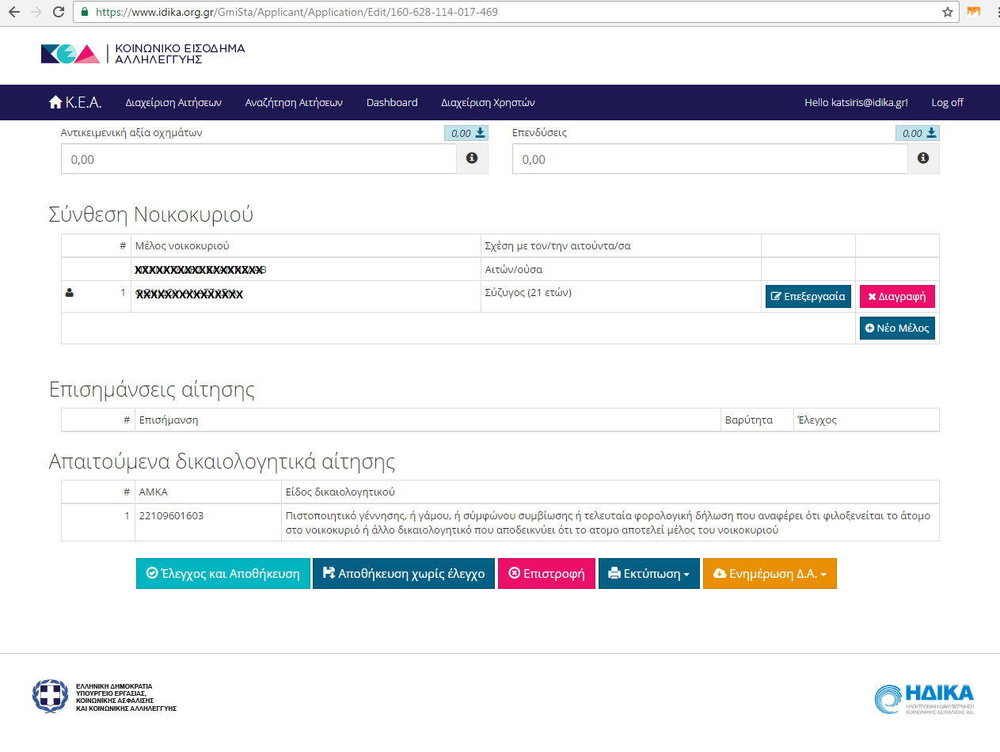 https://www.idika.org.gr/GmiSta/Applicant/Application/Edit/160-628-114-017-469
ΚΟΙΝΩΝΙΚΟ ΕΙΣΟΔΗΜΑ
ΑΛΛΗΛΕΓΓΥΗΣ
Κ.Ε.Α. Διαχείριση Αιτήσεων Αναζήτηση Αιτήσεων Dashboard Διαχείριση Χρηστών Hello katsiris@idika.gr! Log off
Αντικειμενική αξία οχημάτων 0,00 Επενδύσεις 0,00
0,00 0,00
Σύνθεση Νοικοκυριού
# Μέλος νοικοκυριού Σχέση με τον/την αιτούντα/σα
Αιτών/ούσα
1 Σύζυγος (21 ετών) Επεξεργασία Διαγραφή
Νέο Μέλος
Επισημάνσεις αίτησης
# Επισήμανση Βαρύτητα Έλεγχος
Απαιτούμενα δικαιολογητικά αίτησης
# ΑΜΚΑ Είδος δικαιολογητικού
1 22109601603 Πιστοποιητικό γέννησης, ή γάμου, ή σύμφώνου συμβίωσης ή τελευταία φορολογική δήλωση που αναφέρει ότι φιλοξενείται το άτομο
στο νοικοκυριό ή άλλο δικαιολογητικό που αποδεικνύει ότι το ατομο αποτελεί μέλος του νοικοκυριού
Έλεγχος και Αποθήκευση Αποθήκευση χωρίς έλεγχο Επιστροφή Εκτύπωση Ενημέρωση Δ.Α.
ΕΛΛΗΝΙΚΗ ΔΗΜΟΚΡΑΤΙΑ
ΥΠΟΥΡΓΕΙΟ ΕΡΓΑΣΙΑΣ,
ΚΟΙΝΩΝΙΚΗΣ ΑΣΦΑΛΙΣΗΣ
ΚΑΙ ΚΟΙΝΩΝΙΚΗΣ ΑΛΛΗΛΕΓΓΥΗΣ
ΗΔΙΚΑ
ΗΛΕΚΤΡΟΝΙΚΗ ΔΙΑΚΥΒΕΡΝΗΣΗ
ΚΟΙΝΩΝΙΚΗΣ ΑΣΦΑΛΙΣΗΣ Α.Ε.